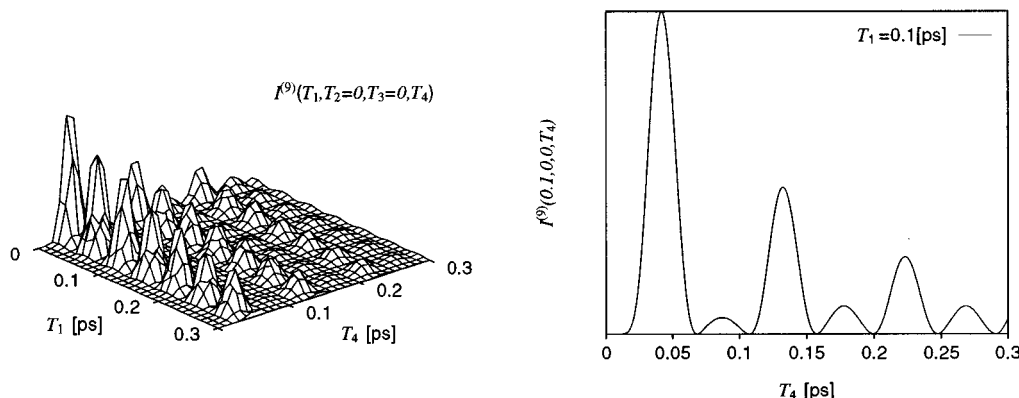 I⁽⁹⁾(T₁,T₂=0,T₃=0,T₄)
0
0.1
0.2
0.3
T₁ [ps]
0.1
0.2
0.3
T₄ [ps]
T₁=0.1[ps]
I⁽⁹⁾(0.1,0,0,T₄)
0 0.05 0.1 0.15 0.2 0.25 0.3
T₄ [ps]